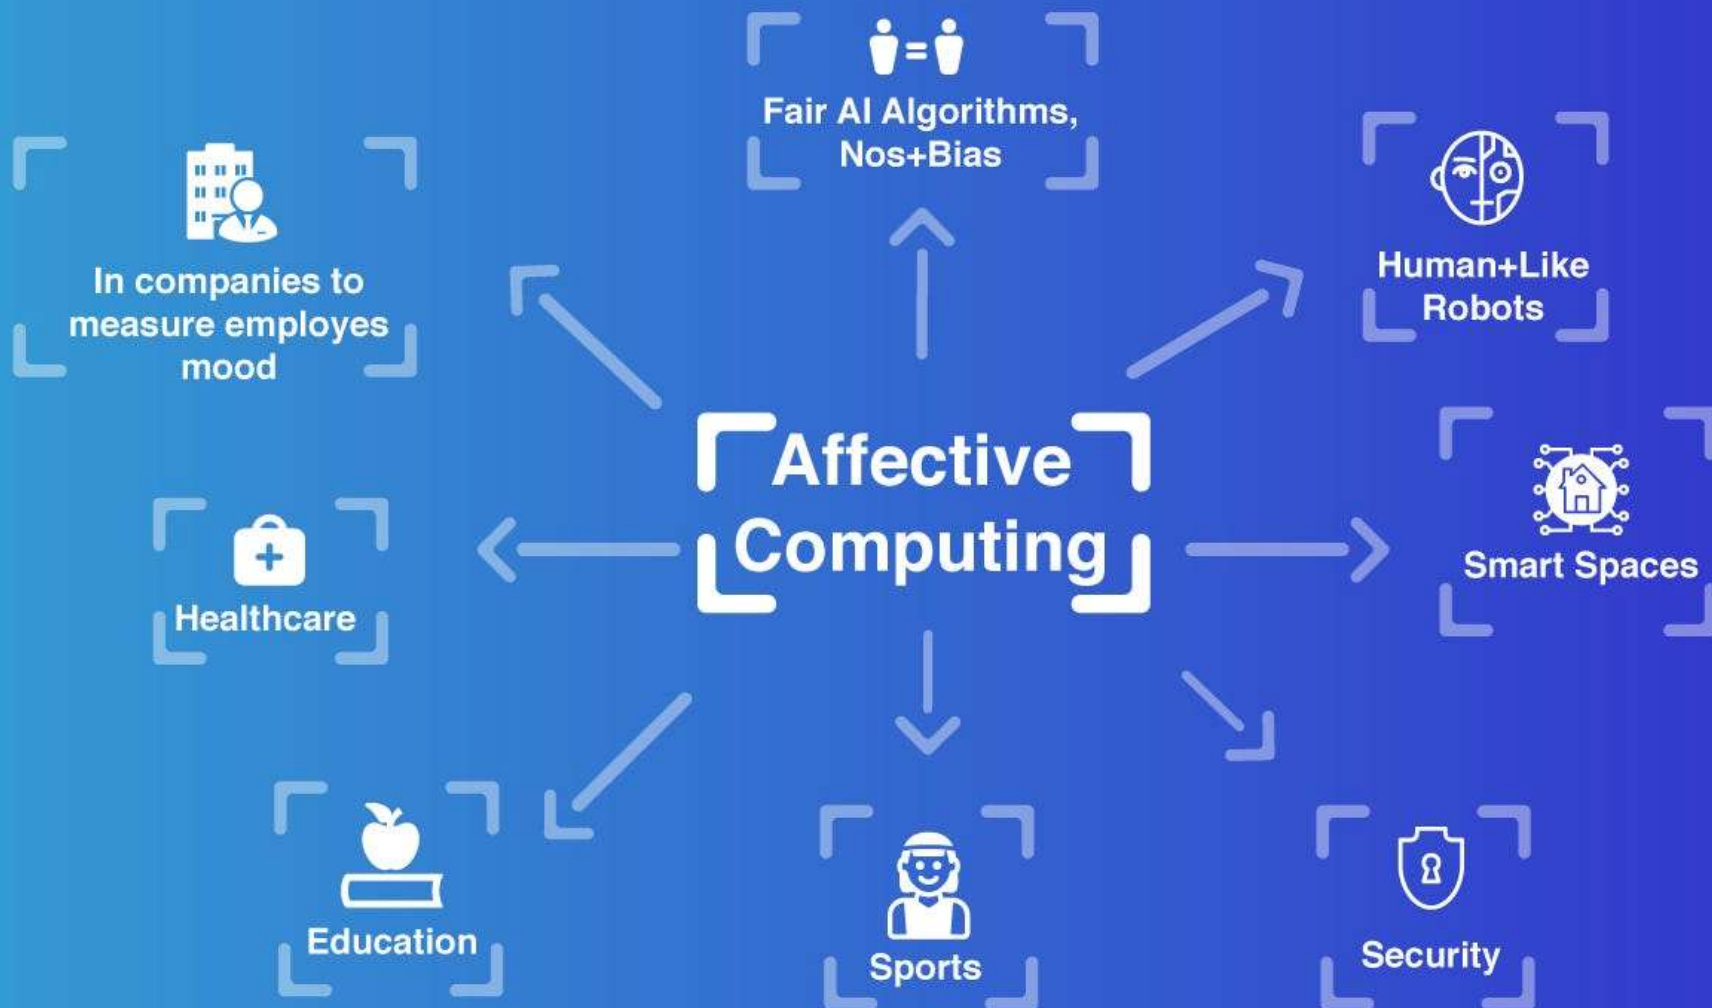 Fair AI Algorithms,
Nos+Bias
In companies to
measure employes
mood
Human+Like
Robots
Affective
Computing
Smart Spaces
Healthcare
Education
Sports
Security